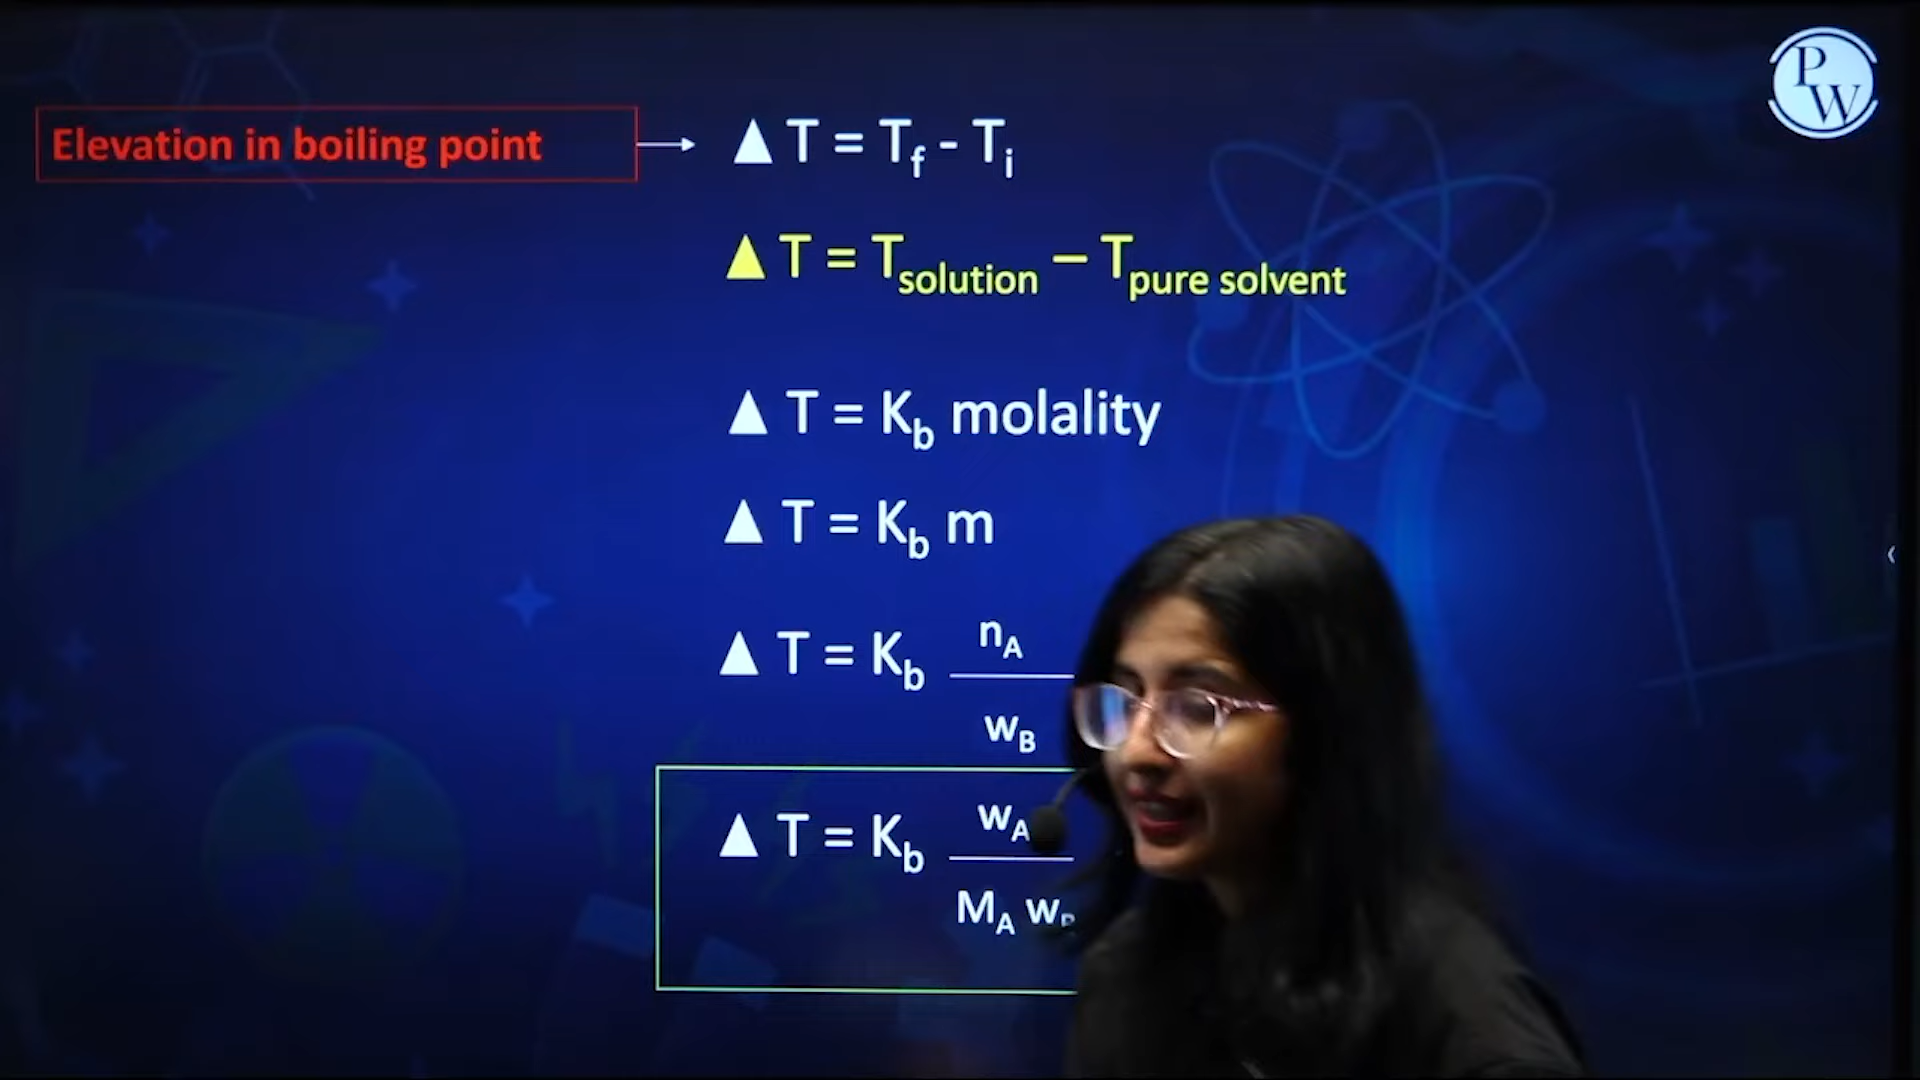 PW
Elevation in boiling point
▲ T = Tf - Ti
▲ T = Tsolution – Tpure solvent
▲ T = Kb molality
▲ T = Kb m
▲ T = Kb nA
wB
▲ T = Kb wA
MA wB